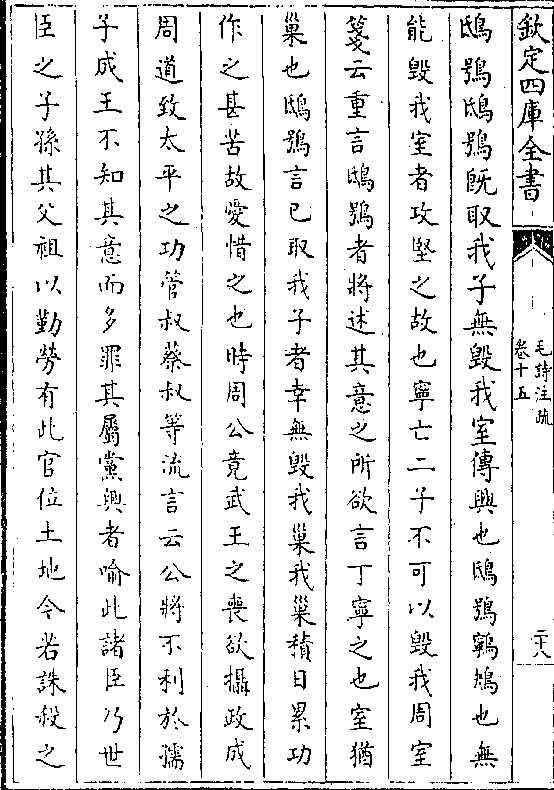 欽定四庫全書
毛詩注疏
卷十五
二十八
鴟鴞鴟鴞旣取我子無毁我室傳興也鴟鴞鸋鴂也無
能毁我室者攻堅之故也寧亡二子不可以毁我周室
箋云重言鴟鴞者將述其意之所欲言丁寧之也室猶
巢也鴟鴞言已取我子者幸無毁我巢我巢積日累功
作之甚苦故愛惜之也時周公竟武王之喪欲攝政成
周道致太平之功管叔蔡叔等流言云公將不利於孺
子成王不知其意而多罪其屬黨興者喻此諸臣乃世
臣之子孫其父祖以勤勞有此官位土地今若誅殺之